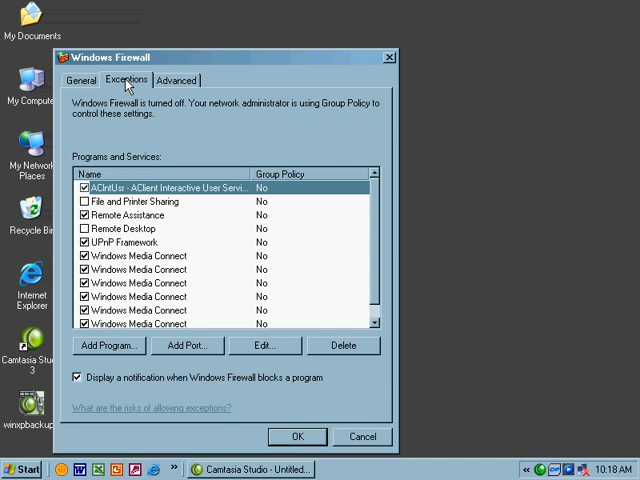 My Documents
My Compute
My Network
Places
Recycle Bin
Internet
Explorer
Camtasia Stu
3
winxpbackup
Windows Firewall
General
Exceptions
Advanced
Windows Firewall is turned off. Your network administrator is using Group Policy to
control these settings.
Programs and Services:
Name Group Policy
AClntUsr - AClient Interactive User Servi... No
File and Printer Sharing No
Remote Assistance No
Remote Desktop No
UPnP Framework No
Windows Media Connect No
Windows Media Connect No
Windows Media Connect No
Windows Media Connect No
Windows Media Connect No
Windows Media Connect No
Add Program...
Add Port...
Edit...
Delete
Display a notification when Windows Firewall blocks a program
What are the risks of allowing exceptions?
OK
Cancel
Start
Camtasia Studio - Untitled...
10:18 AM